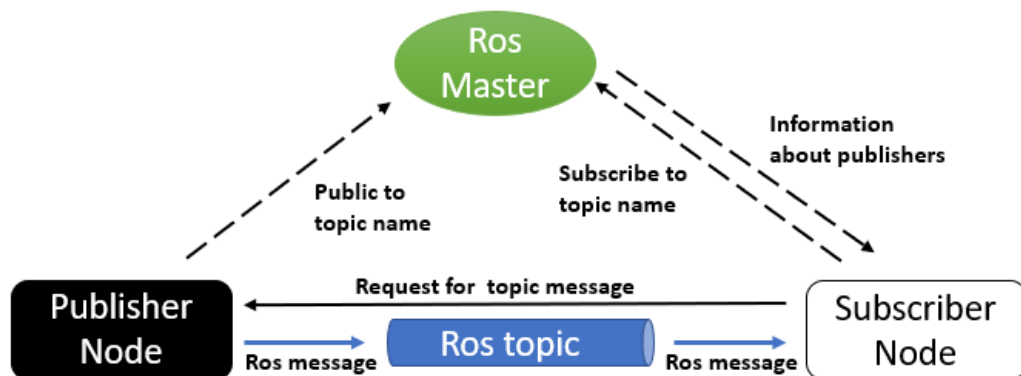 Ros
Master
Information
about publishers
Subscribe to
topic name
Public to
topic name
Request for topic message
Publisher
Node
Ros message
Ros topic
Ros message
Subscriber
Node